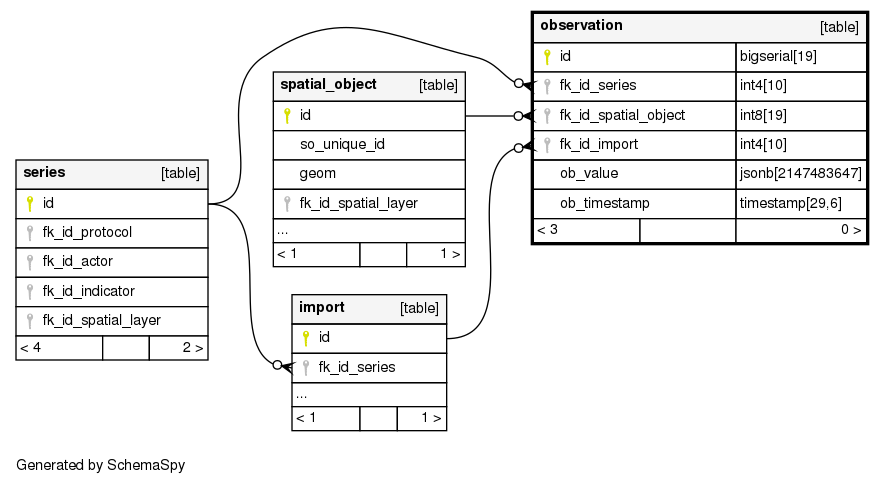 observation [table]
id bigserial[19]
fk_id_series int4[10]
fk_id_spatial_object int8[19]
fk_id_import int4[10]
ob_value jsonb[2147483647]
ob_timestamp timestamp[29,6]
< 3 0 >
spatial_object [table]
id
so_unique_id
geom
fk_id_spatial_layer
...
< 1 1 >
series [table]
id
fk_id_protocol
fk_id_actor
fk_id_indicator
fk_id_spatial_layer
< 4 2 >
import [table]
id
fk_id_series
...
< 1 1 >
Generated by SchemaSpy